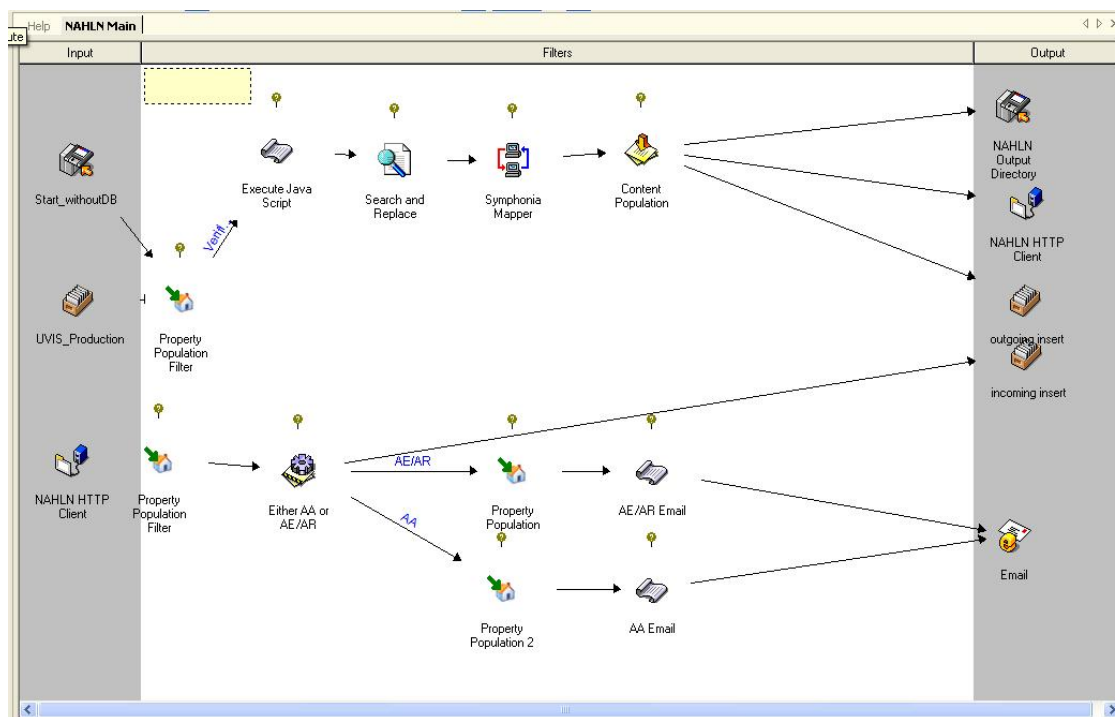 Help NAHLN Main
ute
Input Filters Output
Start_withoutDB
Execute Java
Script
Search and
Replace
Symphonia
Mapper
Content
Population
NAHLN
Output
Directory
Verifi...
NAHLN HTTP
Client
UVIS_Production
Property
Population
Filter
outgoing insert
incoming insert
NAHLN HTTP
Client
Property
Population
Filter
Either AA or
AE/AR
AE/AR
Property
Population
AE/AR Email
AA
Property
Population 2
AA Email
Email